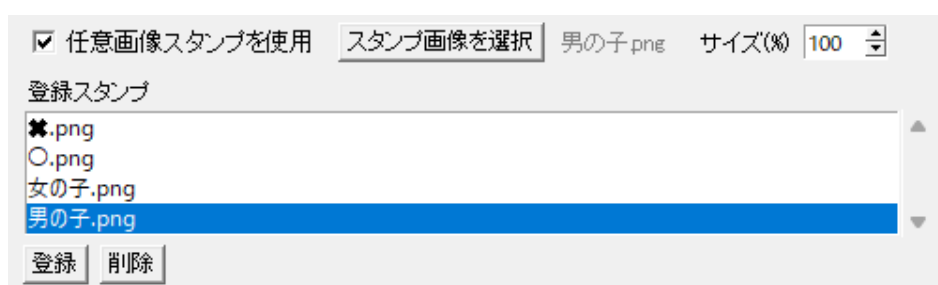 任意画像スタンプを使用 スタンプ画像を選択 男の子.png サイズ(%) 100
登録スタンプ
✖.png
○.png
女の子.png
男の子.png
登録 削除